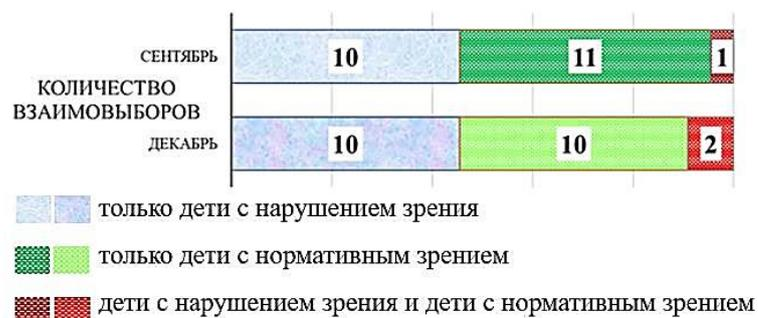 СЕНТЯБРЬ 10 11 1
КОЛИЧЕСТВО
ВЗАИМОВЫБОРОВ
ДЕКАБРЬ 10 10 2
только дети с нарушением зрения
только дети с нормативным зрением
дети с нарушением зрения и дети с нормативным зрением